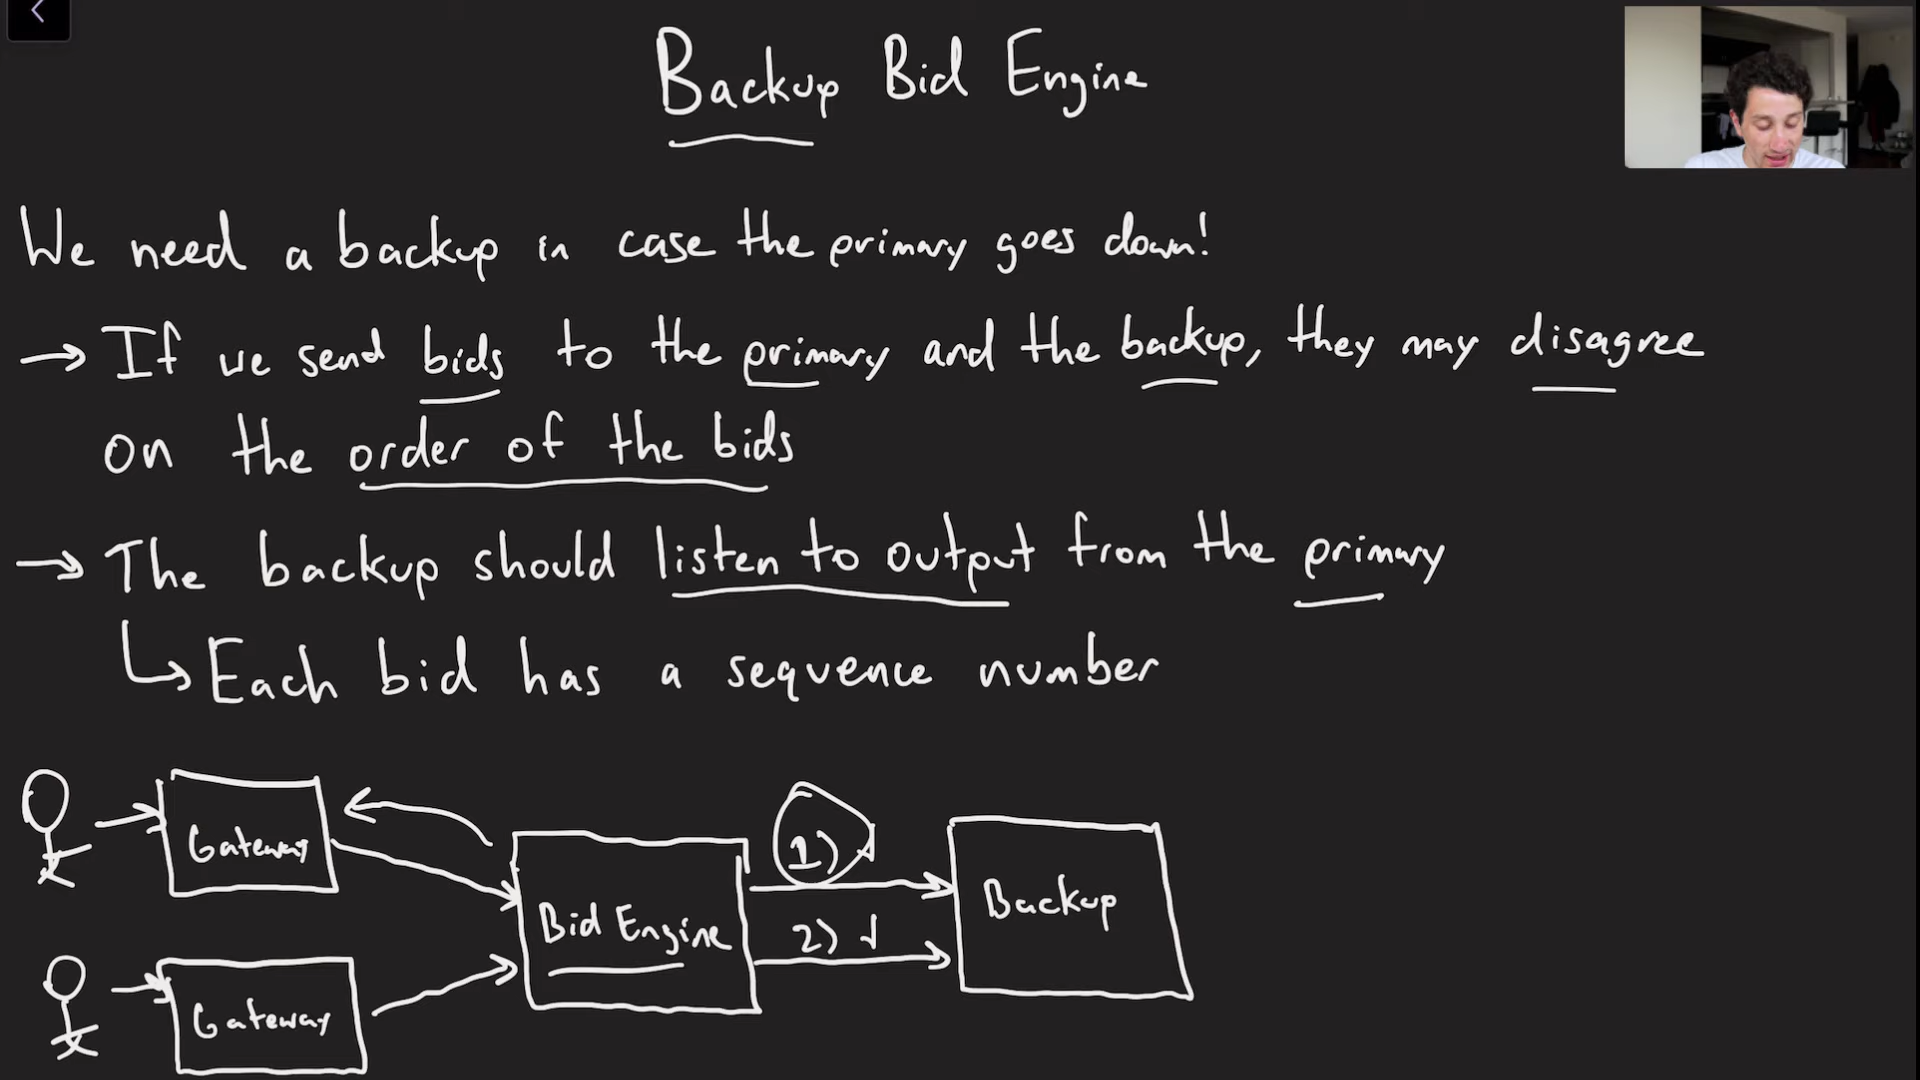 Backup Bid Engine
We need a backup in case the primary goes down!
→ If we send bids to the primary and the backup, they may disagree
on the order of the bids
→ The backup should listen to output from the primary
↳ Each bid has a sequence number
Gateway
1)
Backup
Bid Engine
2)
Gateway